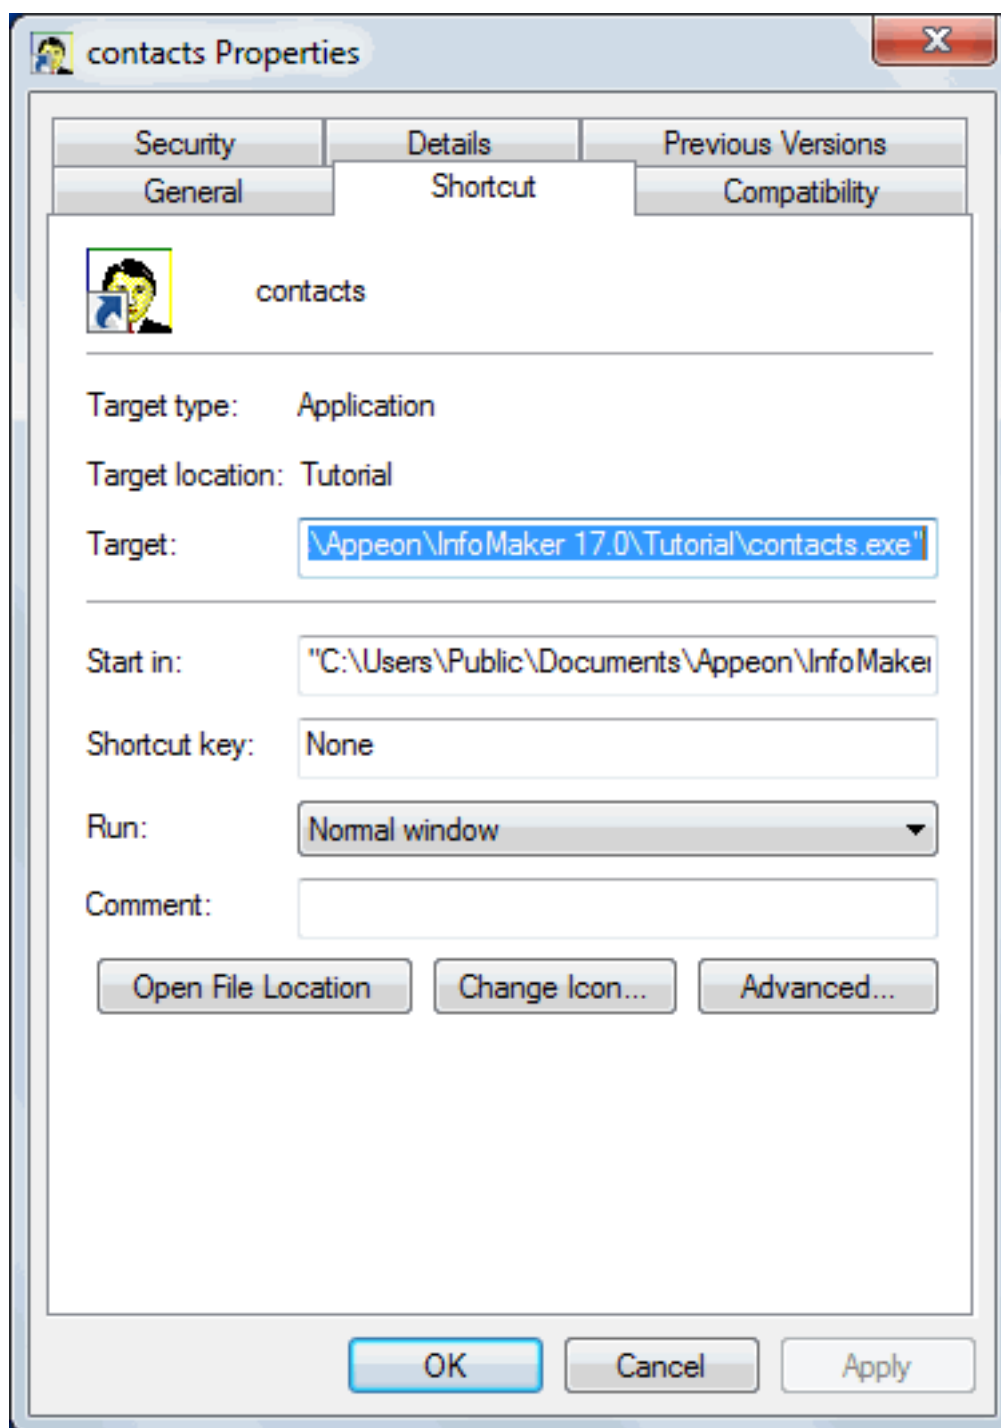 contacts Properties
Security Details Previous Versions
General Shortcut Compatibility
contacts
Target type: Application
Target location: Tutorial
Target: \Appeon\InfoMaker 17.0\Tutorial\contacts.exe"
Start in: "C:\Users\Public\Documents\Appeon\InfoMaker
Shortcut key: None
Run: Normal window
Comment:
Open File Location Change Icon... Advanced...
OK Cancel Apply